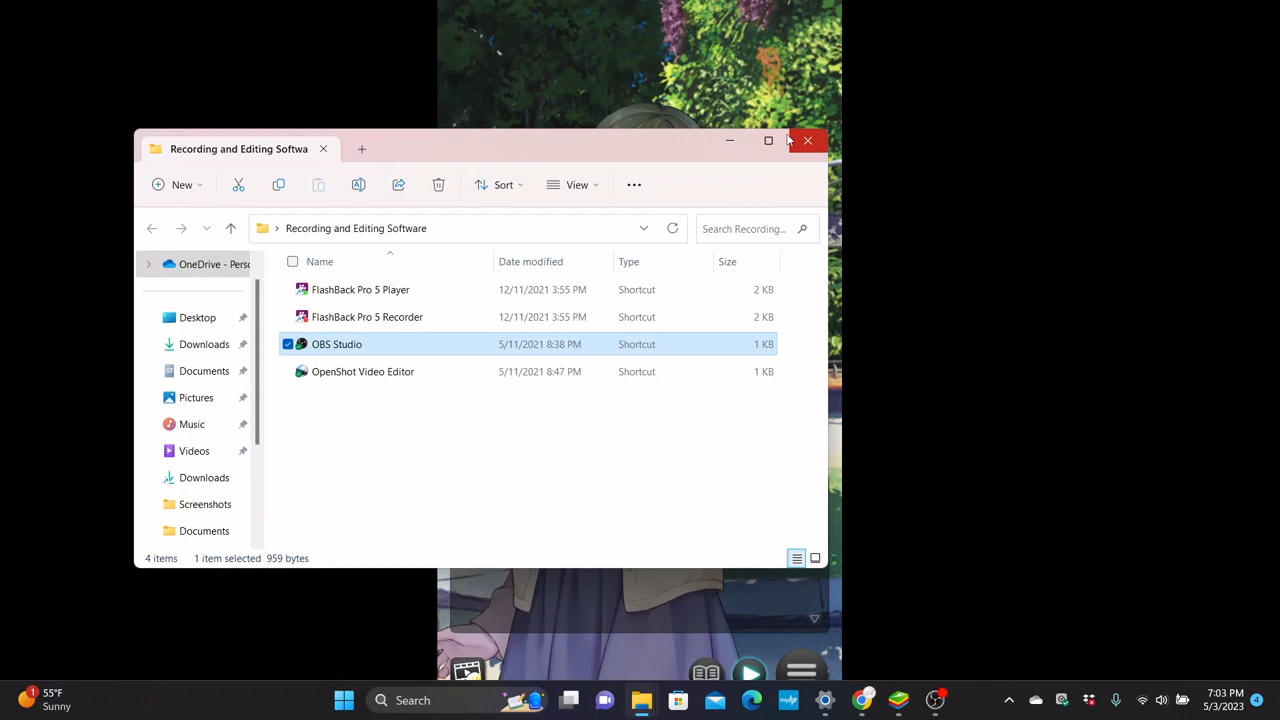 Recording and Editing Softwa
New
Sort
View
Recording and Editing Software
Search Recording...
Name
Date modified
Type
Size
FlashBack Pro 5 Player
12/11/2021 3:55 PM
Shortcut
2 KB
FlashBack Pro 5 Recorder
12/11/2021 3:55 PM
Shortcut
2 KB
OBS Studio
5/11/2021 8:38 PM
Shortcut
1 KB
OpenShot Video Editor
5/11/2021 8:47 PM
Shortcut
1 KB
OneDrive - Perso
Desktop
Downloads
Documents
Pictures
Music
Videos
Downloads
Screenshots
Documents
4 items
1 item selected
959 bytes
1
55°F
Sunny
Search
7:03 PM
5/3/2023
4